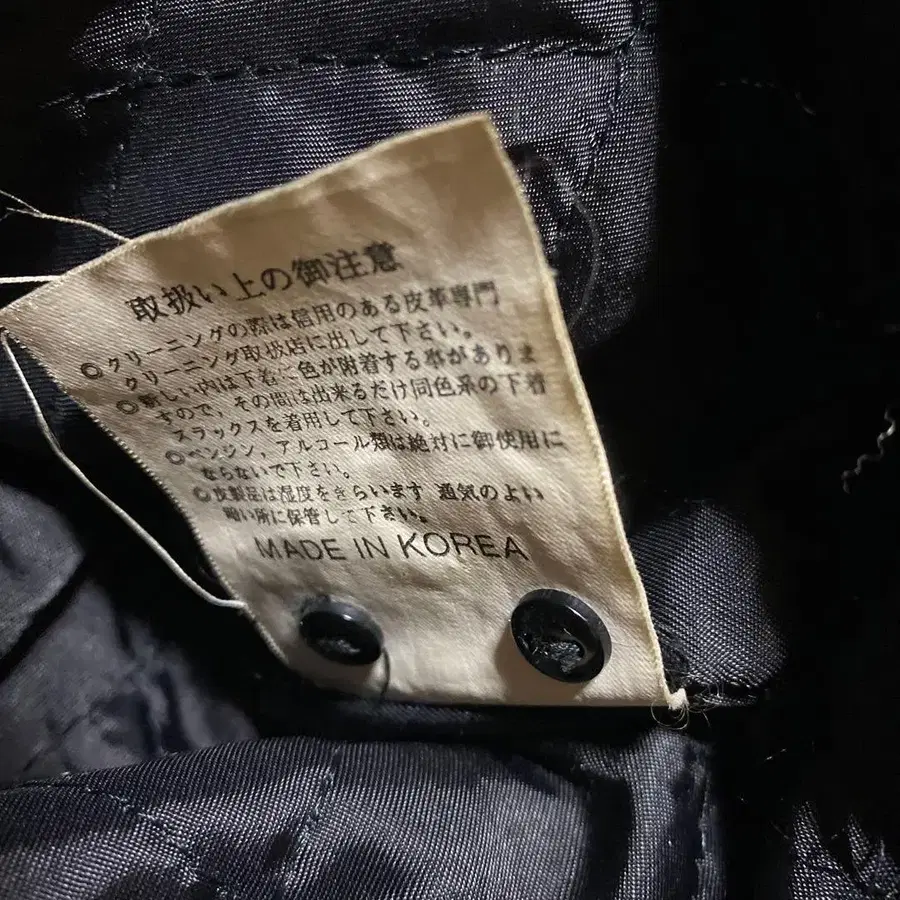 取扱い上の御注意
◎クリーニングの際は信用のある皮革専門
クリーニング取扱店に出して下さい。
◎新しい内は下着に色が附着する事がありま
すので、その間は出来るだけ同色系の下着
スラックスを着用して下さい。
◎ベンジン、アルコール類は絶対に御使用に
ならないで下さい。
◎皮製品は湿度をきらいます 通気のよい
暗い所に保管して下さい。
MADE IN KOREA